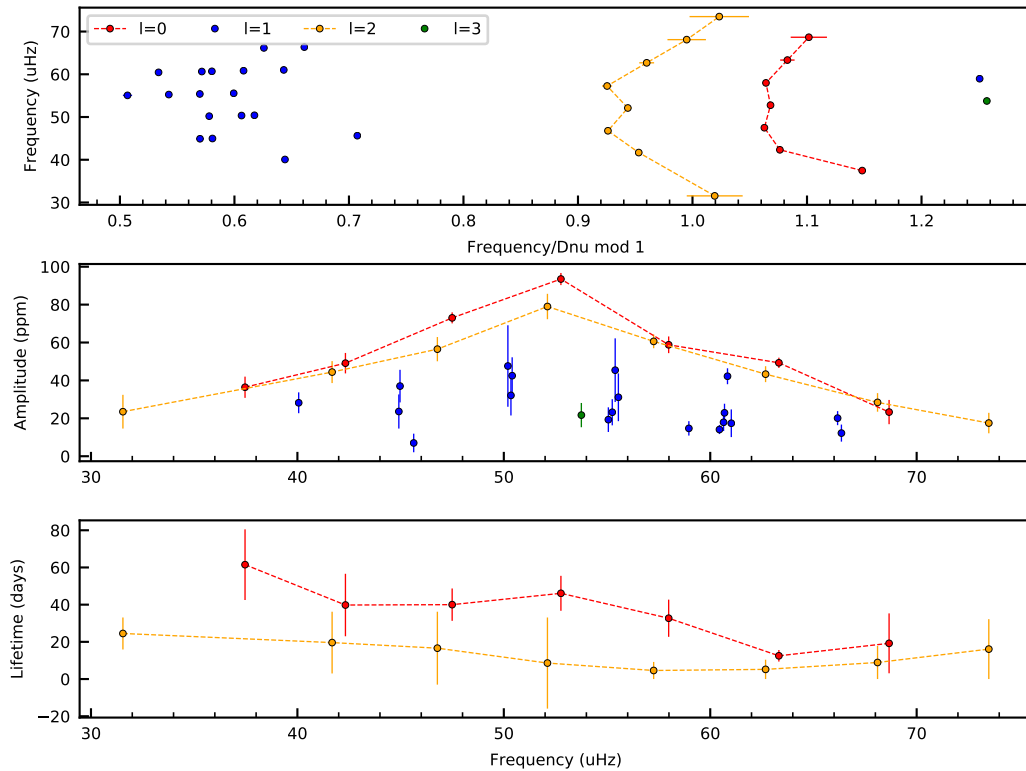 l=0 l=1 l=2 l=3
Frequency (uHz)
70
60
50
40
30
0.5 0.6 0.7 0.8 0.9 1.0 1.1 1.2
Frequency/Dnu mod 1
Amplitude (ppm)
100
80
60
40
20
0
30 40 50 60 70
Lifetime (days)
80
60
40
20
0
−20
30 40 50 60 70
Frequency (uHz)